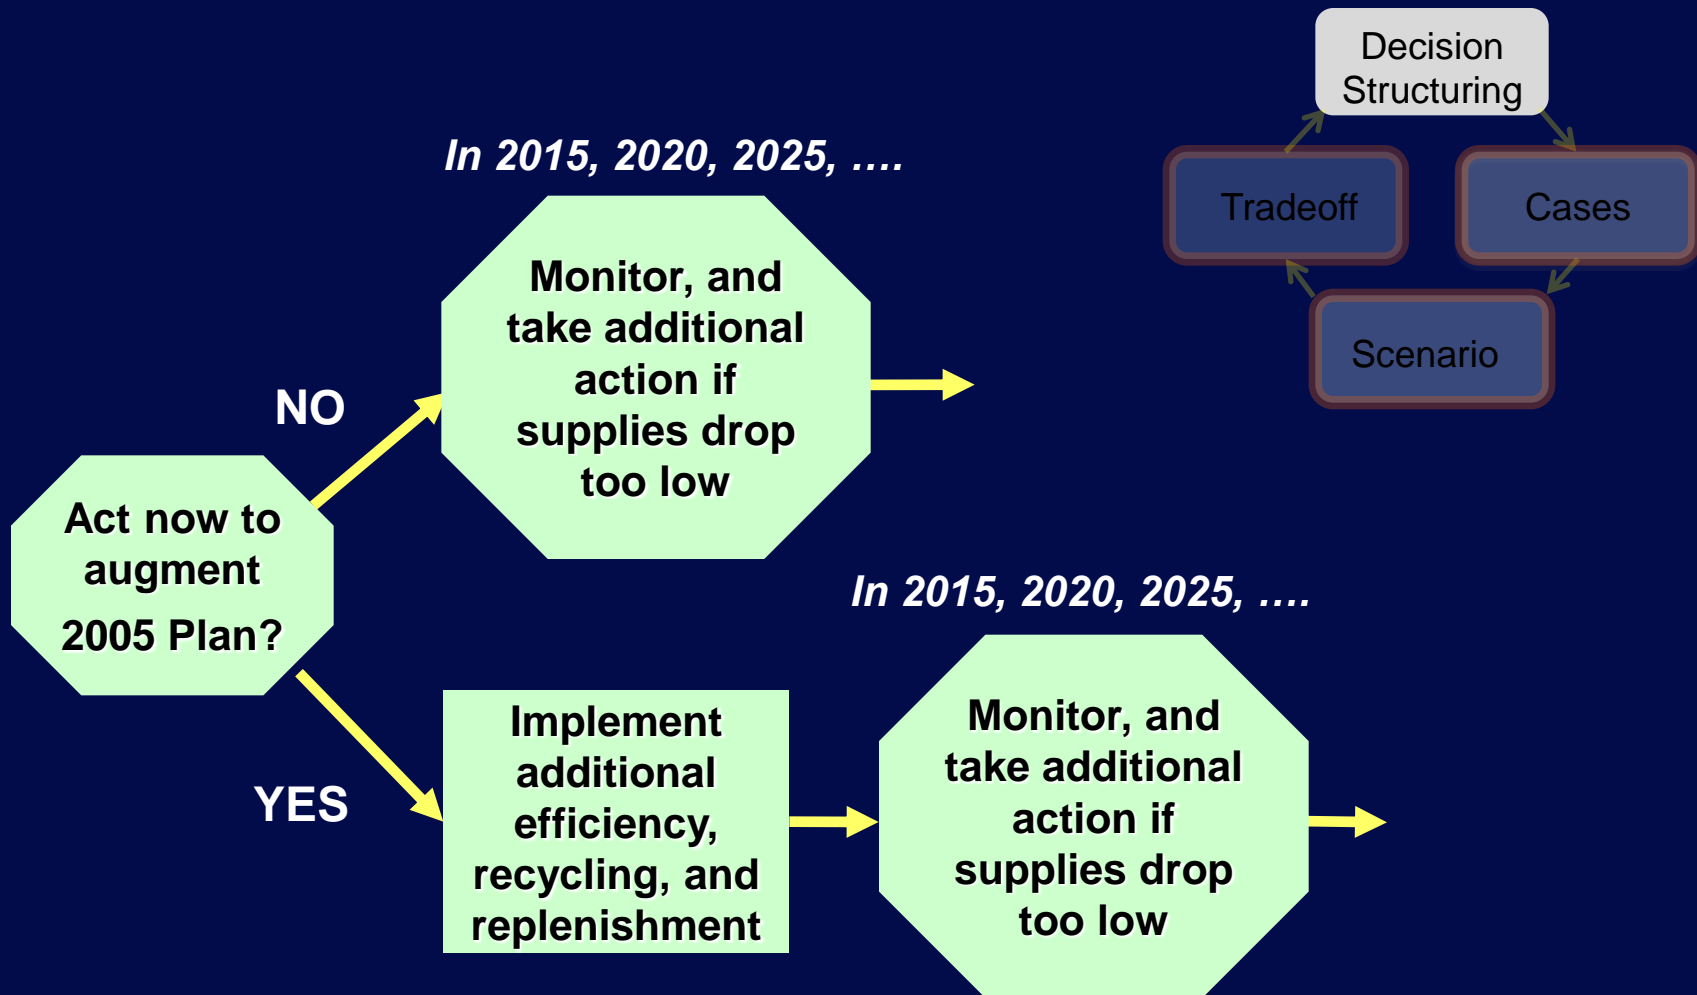 Decision
Structuring
Tradeoff
Cases
Scenario
In 2015, 2020, 2025, ....
Monitor, and
take additional
action if
supplies drop
too low
NO
Act now to
augment
2005 Plan?
YES
Implement
additional
efficiency,
recycling, and
replenishment
In 2015, 2020, 2025, ....
Monitor, and
take additional
action if
supplies drop
too low